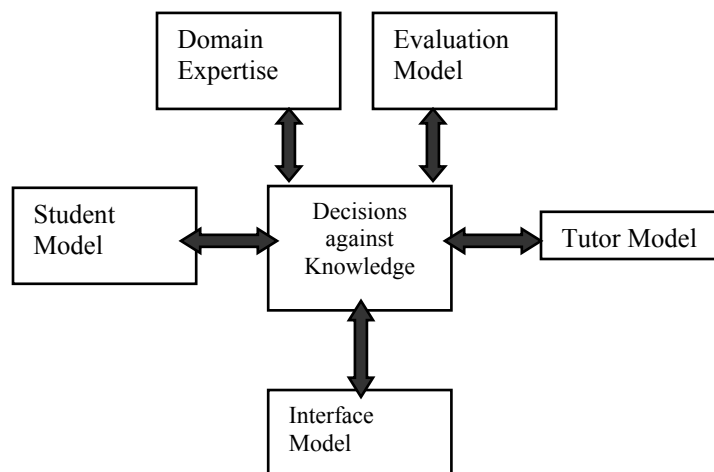 Domain
Expertise
Evaluation
Model
Student
Model
Decisions
against
Knowledge
Tutor Model
Interface
Model